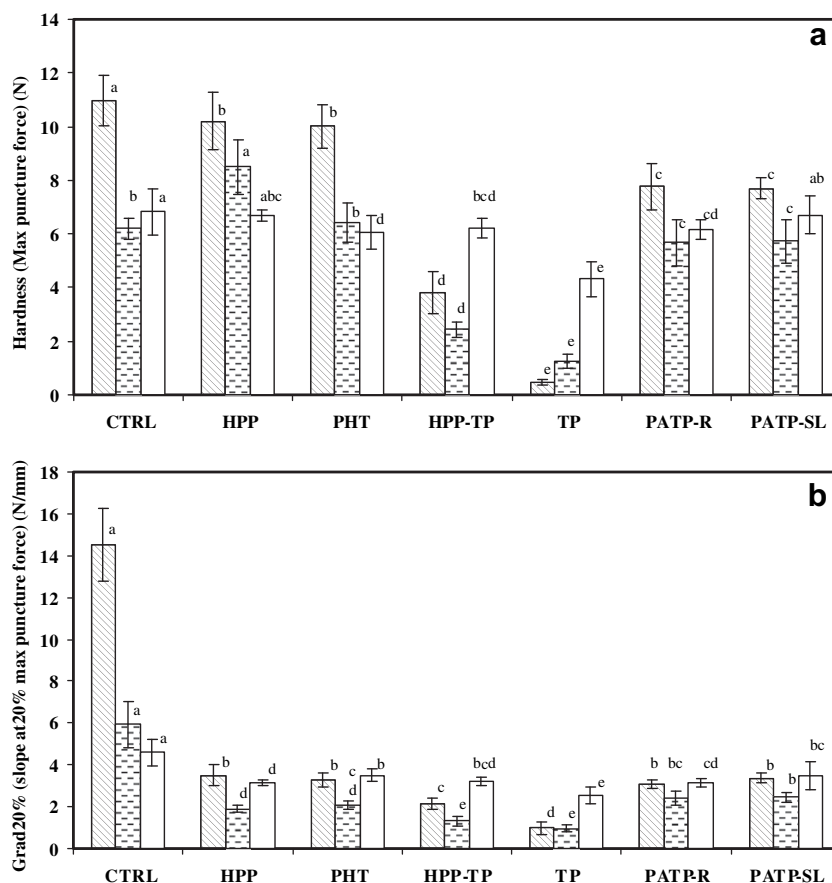 a
Hardness (Max puncture force) (N)
14
12
10
8
6
4
2
0
a
b
a
b
a
abc
b
b
d
d
d
bcd
e
e
e
c
c
cd
c
c
ab
CTRL HPP PHT HPP-TP TP PATP-R PATP-SL
b
Grad20% (slope at20% max puncture force) (N/mm)
18
16
14
12
10
8
6
4
2
0
a
a
a
b
d
d
b
c
d
b
c
e
bcd
d
e
e
b
bc
cd
b
b
bc
CTRL HPP PHT HPP-TP TP PATP-R PATP-SL